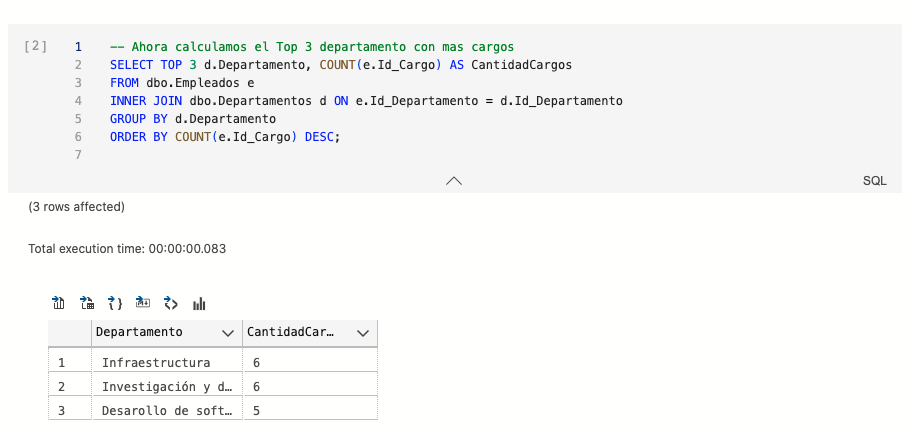 [2]
1 -- Ahora calculamos el Top 3 departamento con mas cargos
2 SELECT TOP 3 d.Departamento, COUNT(e.Id_Cargo) AS CantidadCargos
3 FROM dbo.Empleados e
4 INNER JOIN dbo.Departamentos d ON e.Id_Departamento = d.Id_Departamento
5 GROUP BY d.Departamento
6 ORDER BY COUNT(e.Id_Cargo) DESC;
7
SQL
(3 rows affected)
Total execution time: 00:00:00.083
Departamento CantidadCar...
1 Infraestructura 6
2 Investigación y d... 6
3 Desarollo de soft... 5